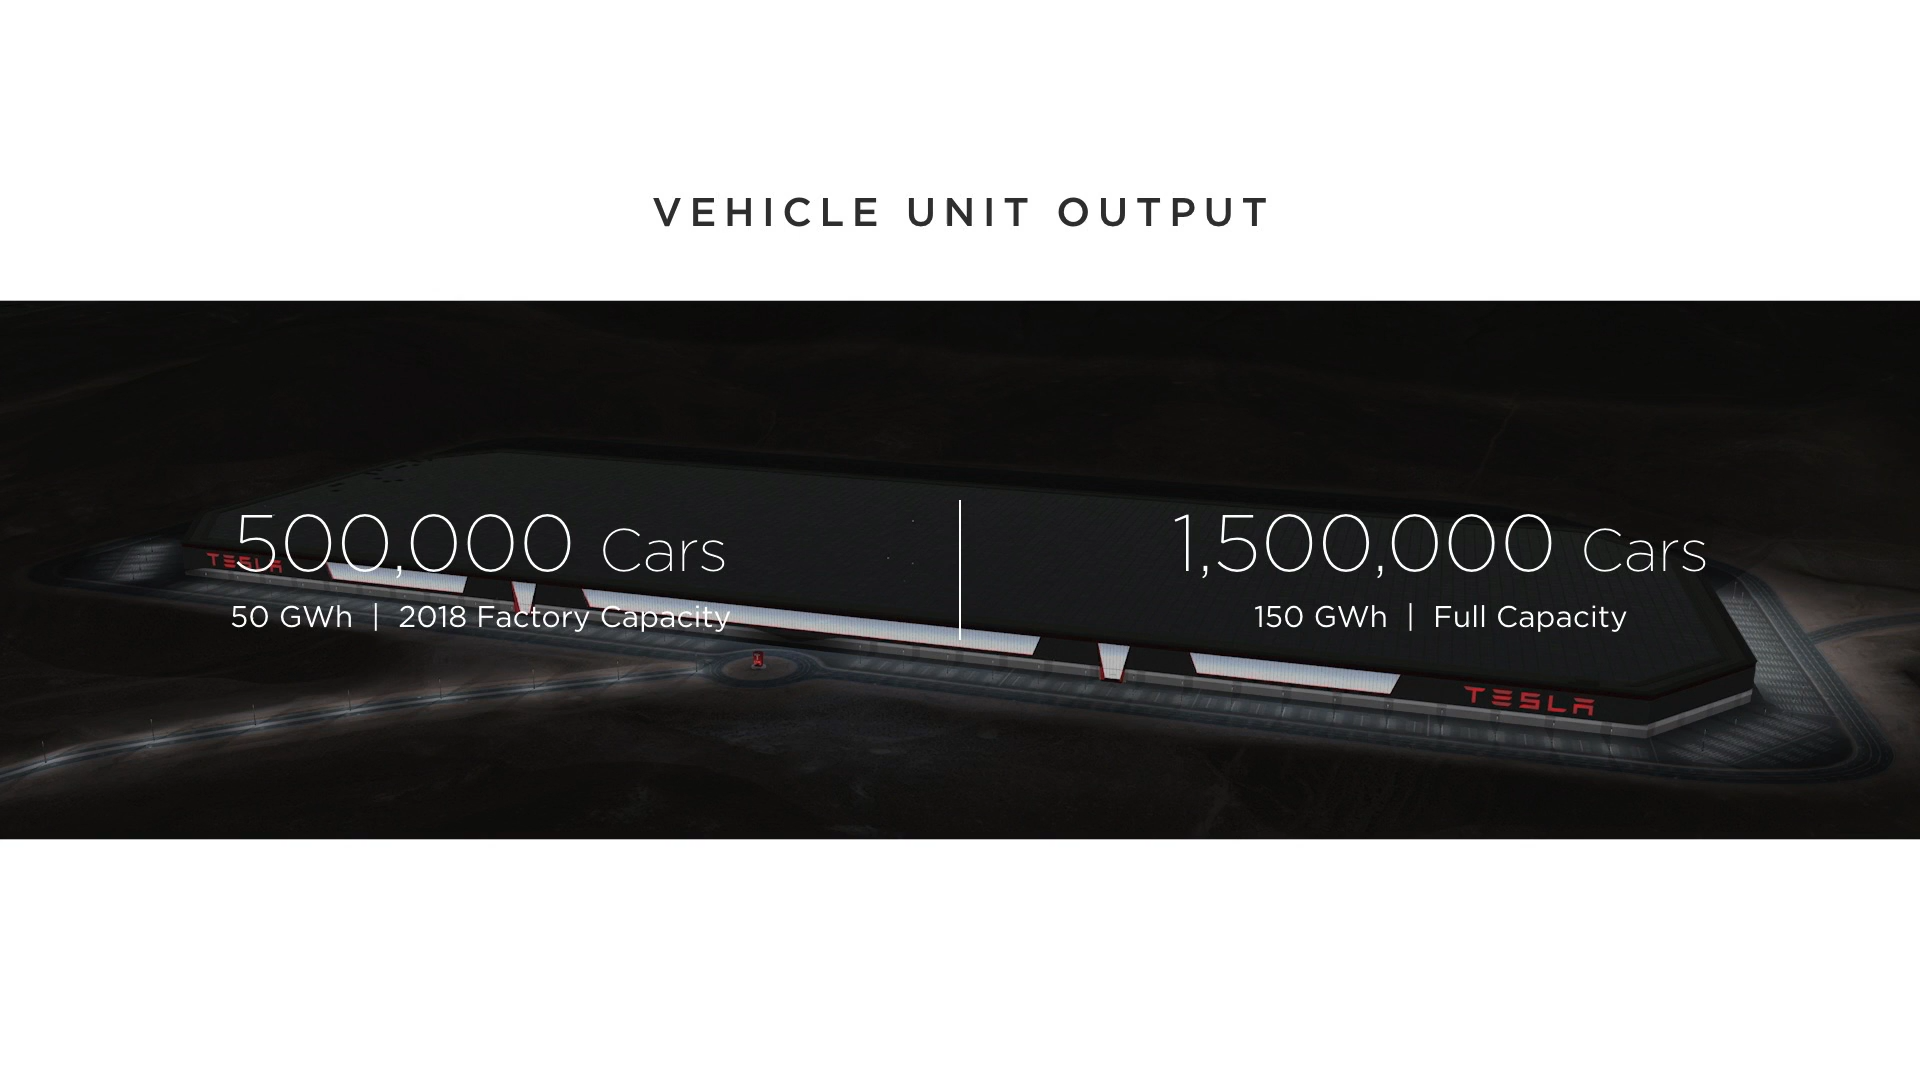 VEHICLE UNIT OUTPUT
500,000 Cars
50 GWh | 2018 Factory Capacity
1,500,000 Cars
150 GWh | Full Capacity
TESLA
TESLA